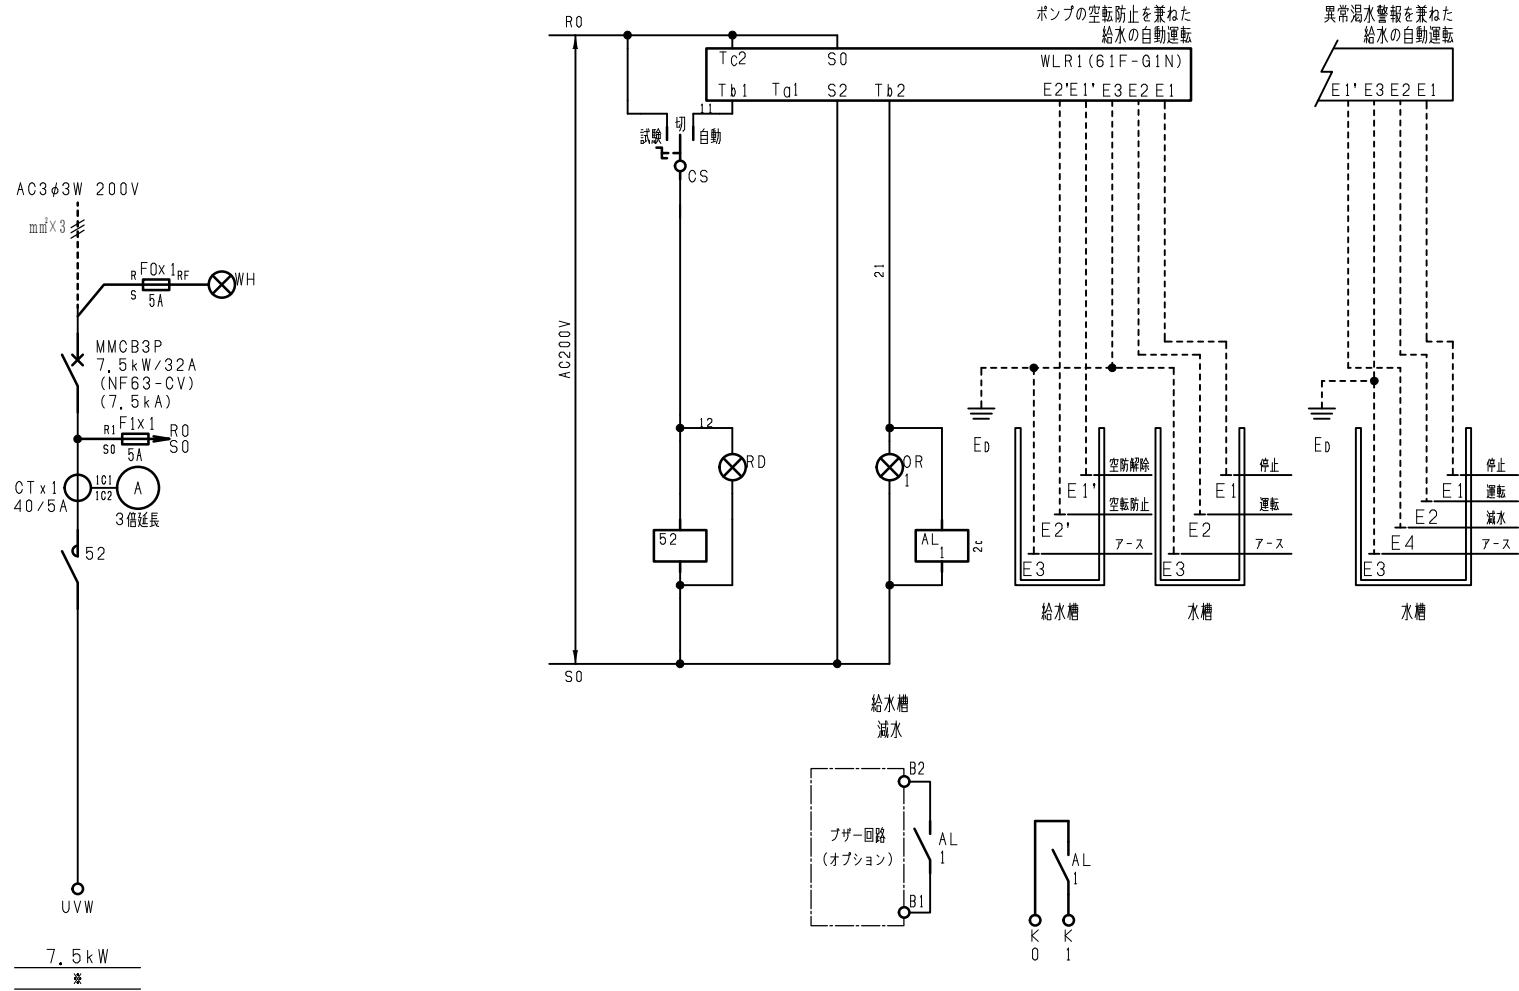 AC3φ3W 200V
mm²×3
R
F0x1
RF
S
5A
WH
MMCB3P
7.5kW/32A
(NF63-CV)
(7.5kA)
R1
F1x1
R0
S0
5A
S0
CTx1
40/5A
1C1
1C2
A
3倍延長
52
UVW
7.5kW
※
R0
AC200V
S0
ポンプの空転防止を兼ねた
給水の自動運転
Tc2
S0
WLR1(61F-G1N)
Tb1
Ta1
S2
Tb2
E2'
E1'
E3
E2
E1
11
試験
切
自動
CS
21
12
RD
OR
1
52
AL
1
2c
ED
空防解除
E1'
空転防止
E2'
アース
E3
給水槽
停止
E1
運転
E2
アース
E3
水槽
異常渇水警報を兼ねた
給水の自動運転
E1'
E3
E2
E1
ED
停止
E1
運転
E2
減水
E4
アース
E3
水槽
給水槽
減水
B2
ブザー回路
(オプション)
AL
1
B1
AL
1
K
0
K
1